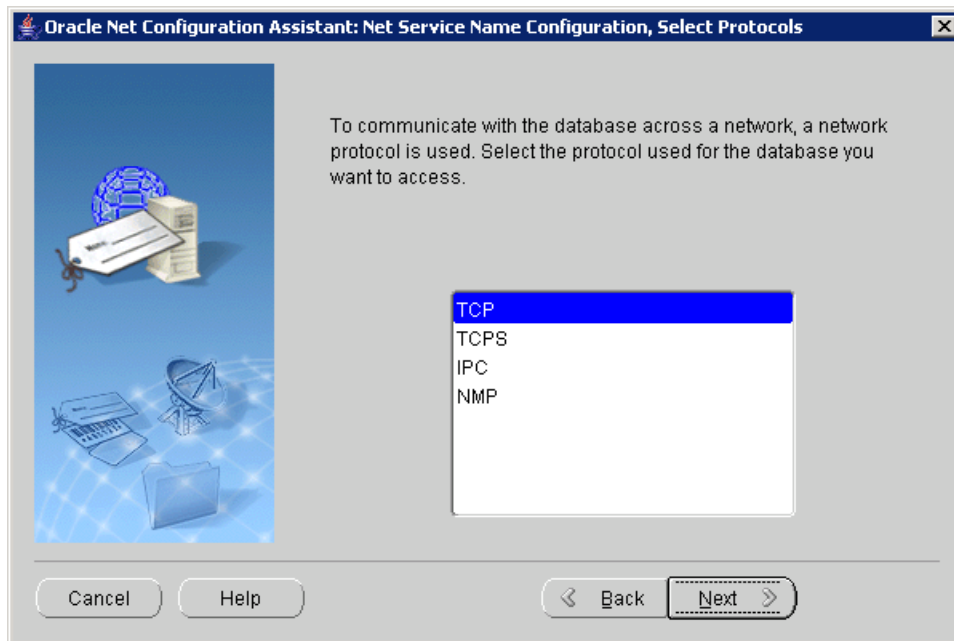 Oracle Net Configuration Assistant: Net Service Name Configuration, Select Protocols
To communicate with the database across a network, a network
protocol is used. Select the protocol used for the database you
want to access.
TCP
TCPS
IPC
NMP
Cancel
Help
Back
Next